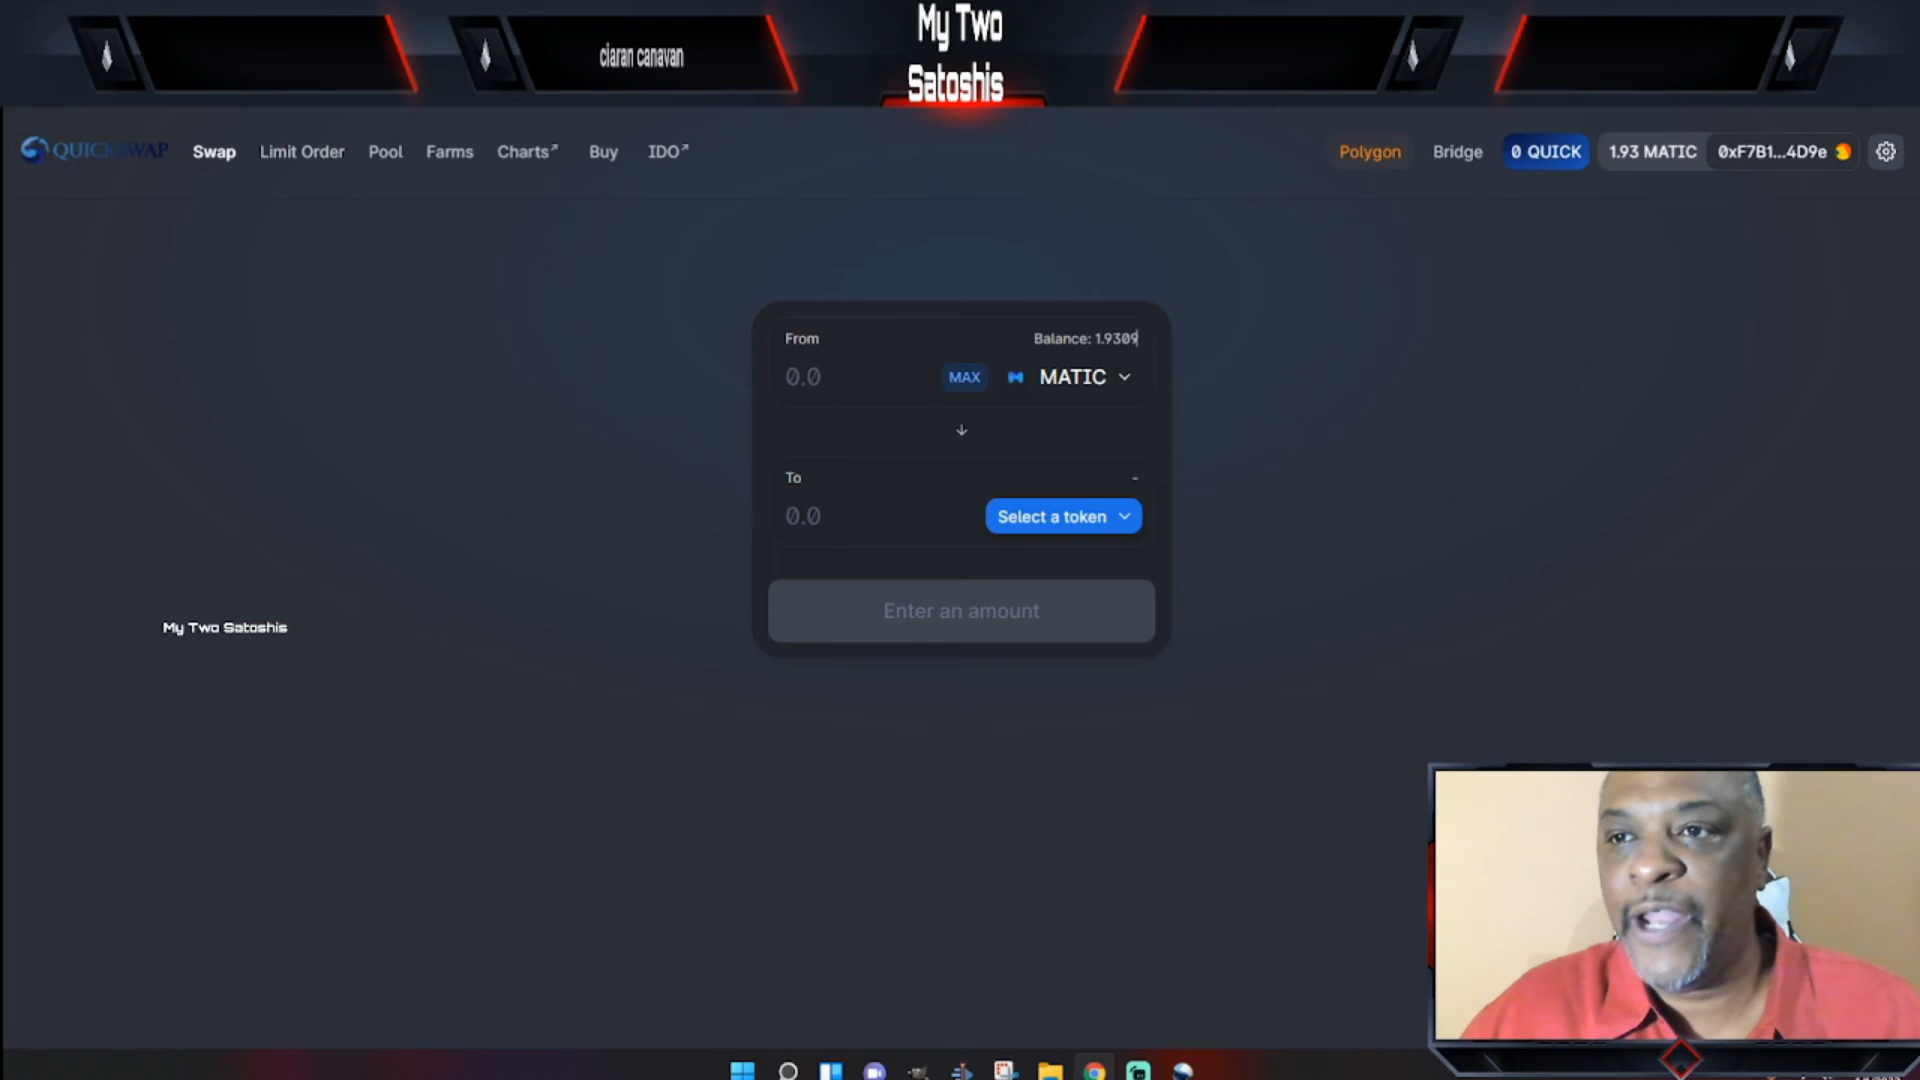 My Two
Satoshis
ciaran canavan
QUICKSWAP
Swap
Limit Order
Pool
Farms
Charts↗
Buy
IDO↗
Polygon
Bridge
0 QUICK
1.93 MATIC
0xF7B1...4D9e
From
Balance: 1.9309
0.0
MAX
MATIC
To
-
0.0
Select a token
Enter an amount
My Two Satoshis